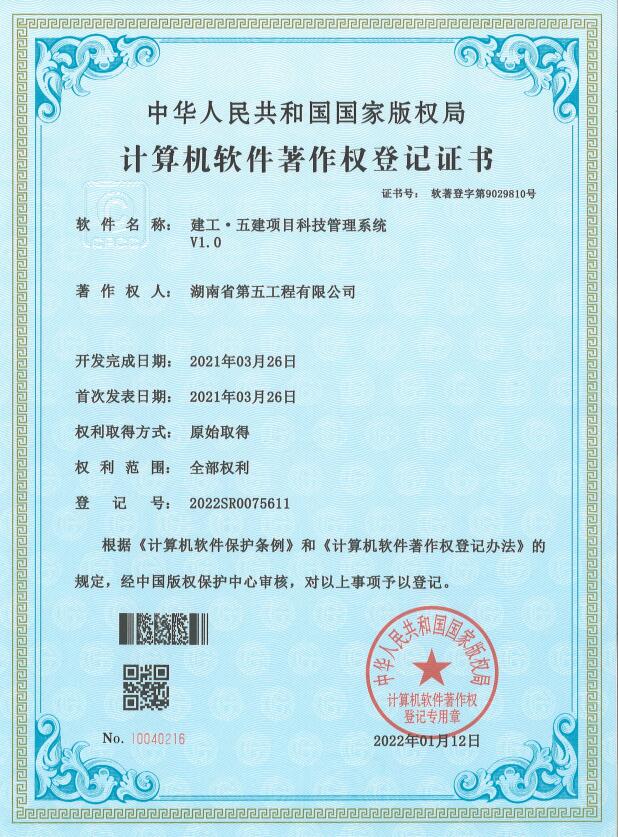 中华人民共和国国家版权局
计算机软件著作权登记证书
证书号： 软著登字第9029810号
软件名称： 建工·五建项目科技管理系统
V1.0
著作权人： 湖南省第五工程有限公司
开发完成日期： 2021年03月26日
首次发表日期： 2021年03月26日
权利取得方式： 原始取得
权利范围： 全部权利
登记号： 2022SR0075611
根据《计算机软件保护条例》和《计算机软件著作权登记办法》的
规定，经中国版权保护中心审核，对以上事项予以登记。
中华人民共和国国家版权局
计算机软件著作权
登记专用章
No. 10040216
2022年01月12日